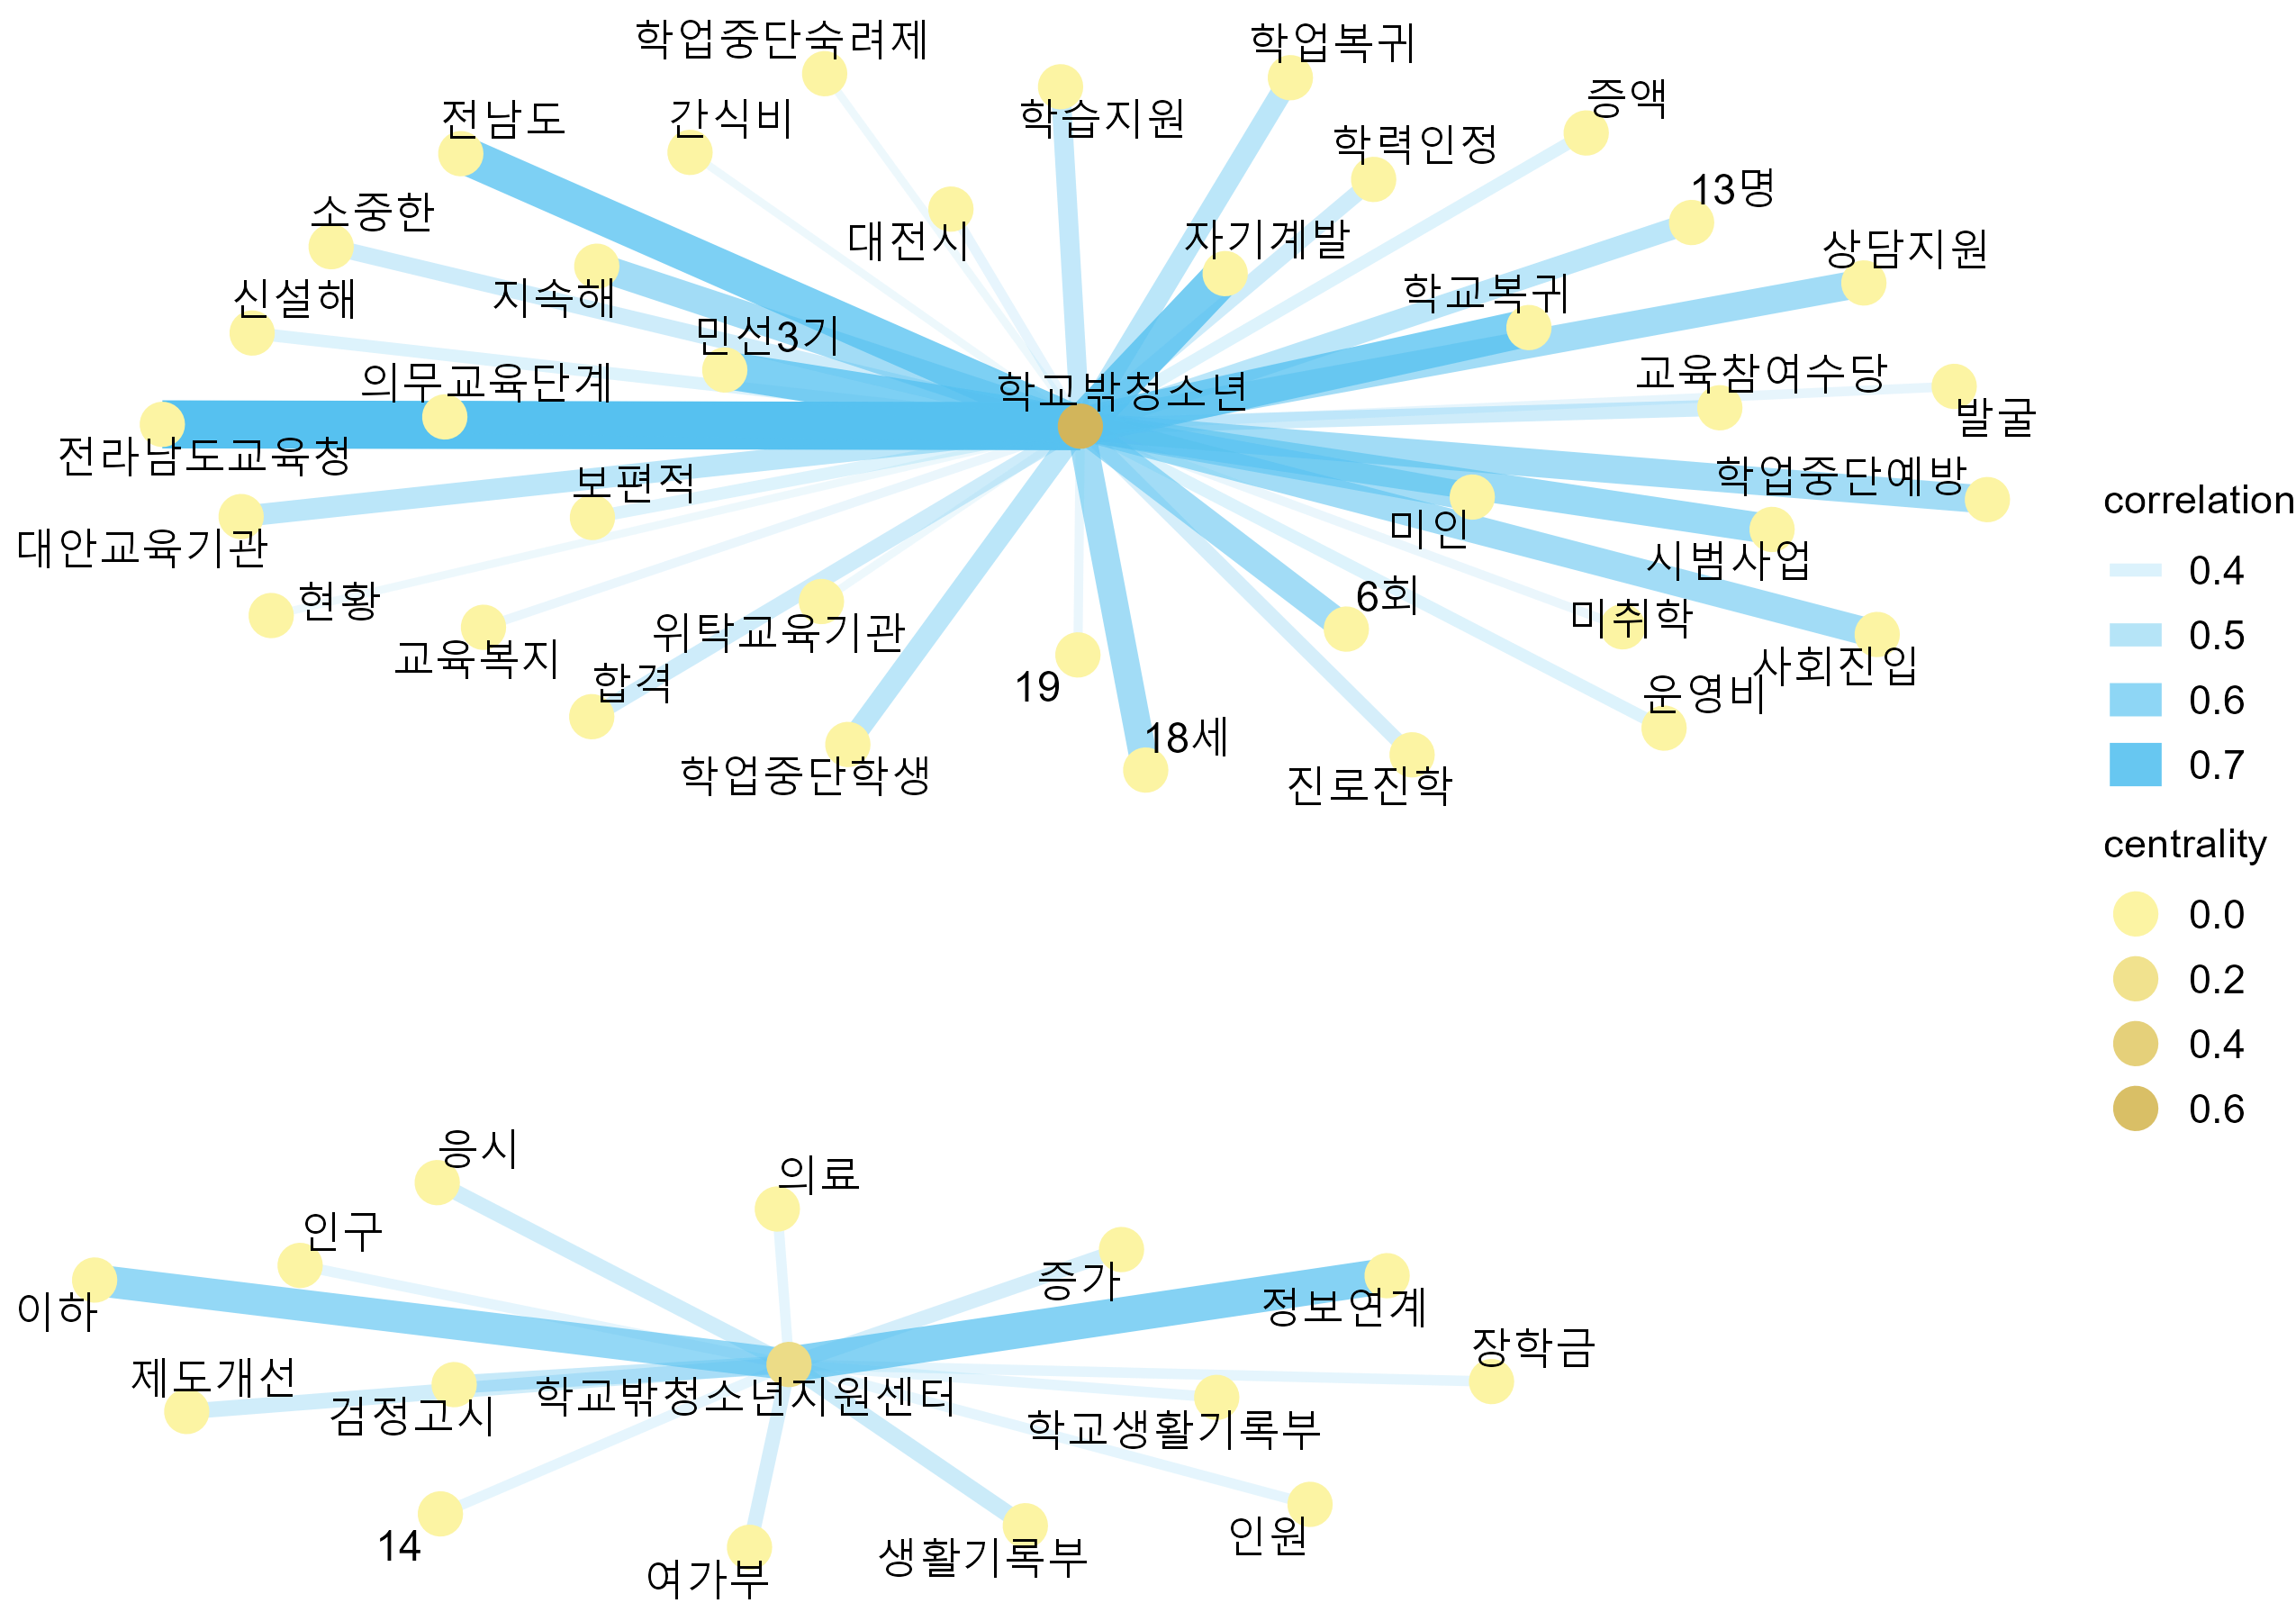 학업중단숙려제
학업복귀
전남도
간식비
학습지원
증액
학력인정
13명
소중한
대전시
자기계발
상담지원
신설해
지속해
학교복귀
민선3기
의무교육단계
학교밖청소년
교육참여수당
발굴
전라남도교육청
보편적
학업중단예방
대안교육기관
미인
시범사업
현황
6회
위탁교육기관
미취학
교육복지
사회진입
합격
19
운영비
18세
학업중단학생
진로진학
correlation
0.4
0.5
0.6
0.7
centrality
0.0
0.2
0.4
0.6
응시
의료
인구
증가
이하
정보연계
장학금
제도개선
검정고시
학교밖청소년지원센터
학교생활기록부
14
인원
생활기록부
여가부